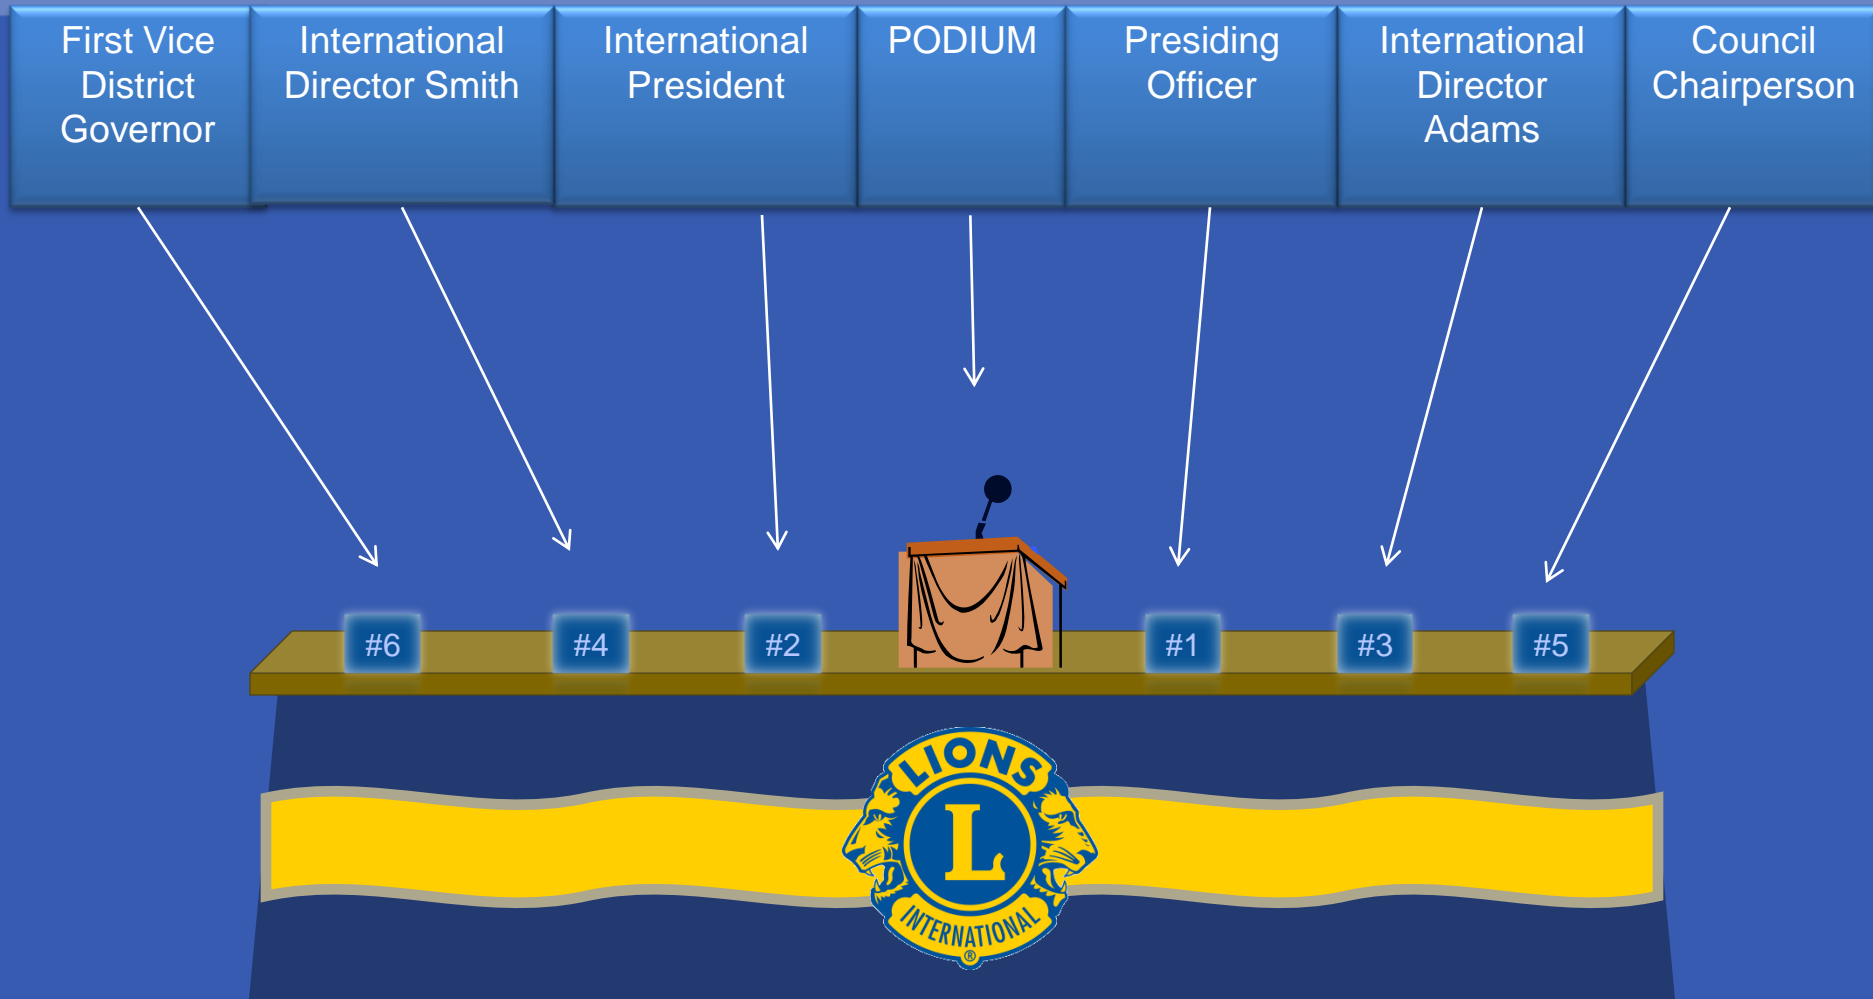 First Vice
District
Governor
International
Director Smith
International
President
PODIUM
Presiding
Officer
International
Director
Adams
Council
Chairperson
#6
#4
#2
#1
#3
#5
LIONS
L
INTERNATIONAL
®